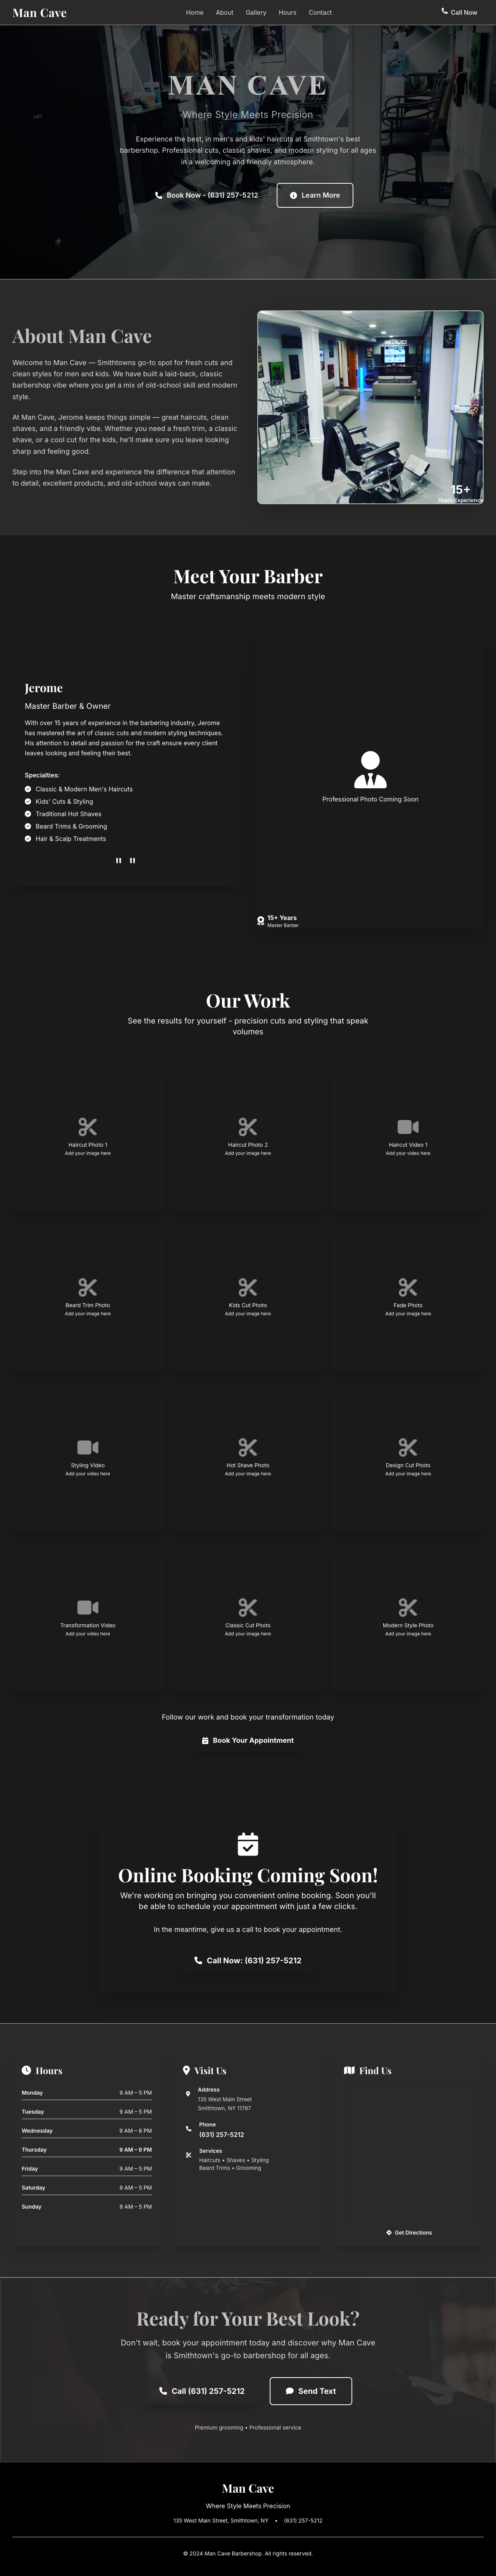 Man Cave
Home About Gallery Hours Contact
Call Now
MAN CAVE
Where Style Meets Precision
Experience the best, in men's and kids' haircuts at Smithtown's best
barbershop. Professional cuts, classic shaves, and modern styling for all ages
in a welcoming and friendly atmosphere.
Book Now - (631) 257-5212
Learn More
About Man Cave
Welcome to Man Cave — Smithtowns go-to spot for fresh cuts and
clean styles for men and kids. We have built a laid-back, classic
barbershop vibe where you get a mix of old-school skill and modern
style.
At Man Cave, Jerome keeps things simple — great haircuts, clean
shaves, and a friendly vibe. Whether you need a fresh trim, a classic
shave, or a cool cut for the kids, he'll make sure you leave looking
sharp and feeling good.
Step into the Man Cave and experience the difference that attention
to detail, excellent products, and old-school ways can make.
15+
Years Experience
Meet Your Barber
Master craftsmanship meets modern style
Jerome
Master Barber & Owner
With over 15 years of experience in the barbering industry, Jerome
has mastered the art of classic cuts and modern styling techniques.
His attention to detail and passion for the craft ensure every client
leaves looking and feeling their best.
Specialties:
Classic & Modern Men's Haircuts
Kids' Cuts & Styling
Traditional Hot Shaves
Beard Trims & Grooming
Hair & Scalp Treatments
" "
Professional Photo Coming Soon
15+ Years
Master Barber
Our Work
See the results for yourself - precision cuts and styling that speak
volumes
Haircut Photo 1
Add your image here
Haircut Photo 2
Add your image here
Haircut Video 1
Add your video here
Beard Trim Photo
Add your image here
Kids Cut Photo
Add your image here
Fade Photo
Add your image here
Styling Video
Add your video here
Hot Shave Photo
Add your image here
Design Cut Photo
Add your image here
Transformation Video
Add your video here
Classic Cut Photo
Add your image here
Modern Style Photo
Add your image here
Follow our work and book your transformation today
Book Your Appointment
Online Booking Coming Soon!
We're working on bringing you convenient online booking. Soon you'll
be able to schedule your appointment with just a few clicks.
In the meantime, give us a call to book your appointment.
Call Now: (631) 257-5212
Hours
Monday 9 AM – 5 PM
Tuesday 9 AM – 5 PM
Wednesday 9 AM – 8 PM
Thursday 9 AM – 9 PM
Friday 9 AM – 5 PM
Saturday 9 AM – 5 PM
Sunday 9 AM – 5 PM
Visit Us
Address
135 West Main Street
Smithtown, NY 11787
Phone
(631) 257-5212
Services
Haircuts • Shaves • Styling
Beard Trims • Grooming
Find Us
Get Directions
Ready for Your Best Look?
Don't wait, book your appointment today and discover why Man Cave
is Smithtown's go-to barbershop for all ages.
Call (631) 257-5212
Send Text
Premium grooming • Professional service
Man Cave
Where Style Meets Precision
135 West Main Street, Smithtown, NY • (631) 257-5212
© 2024 Man Cave Barbershop. All rights reserved.